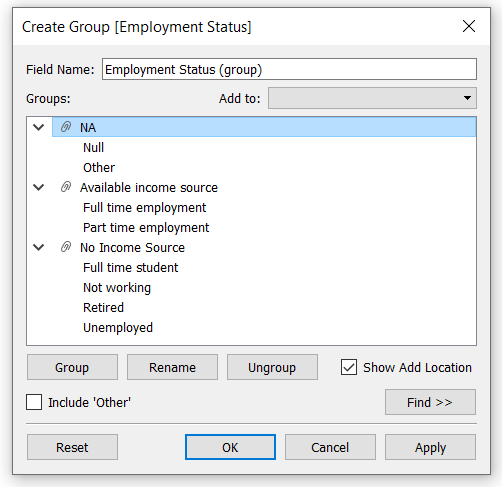 Create Group [Employment Status]
Field Name: Employment Status (group)
Groups: Add to:
NA
Null
Other
Available income source
Full time employment
Part time employment
No Income Source
Full time student
Not working
Retired
Unemployed
Group Rename Ungroup Show Add Location
Include 'Other' Find >>
Reset OK Cancel Apply